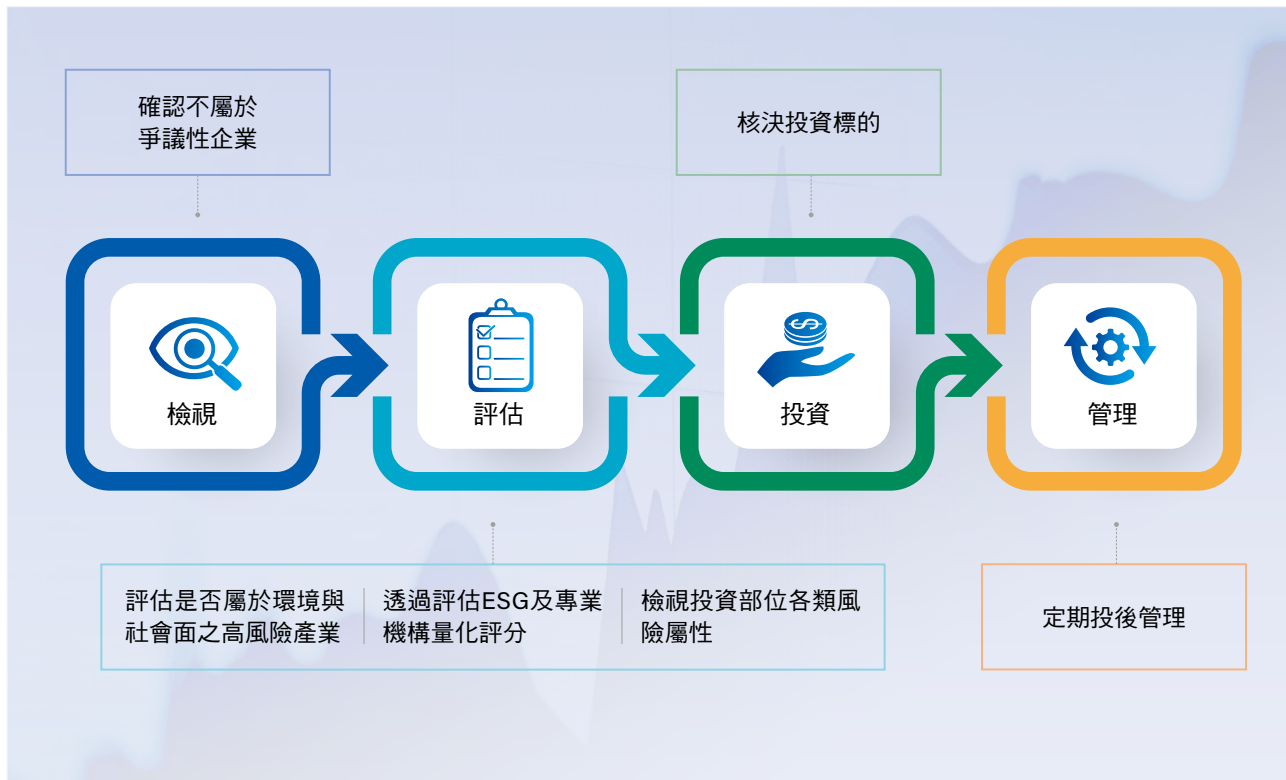 確認不屬於
爭議性企業
核決投資標的
檢視
評估
投資
管理
評估是否屬於環境與
社會面之高風險產業
透過評估ESG及專業
機構量化評分
檢視投資部位各類風
險屬性
定期投後管理